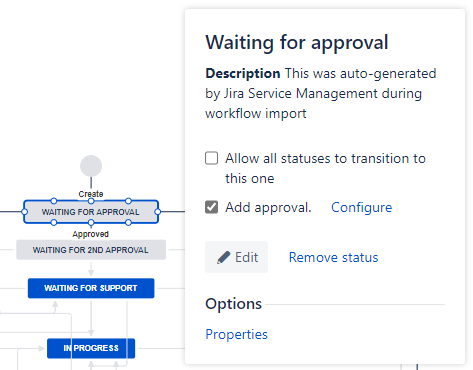 Waiting for approval
Description This was auto-generated
by Jira Service Management during
workflow import
Allow all statuses to transition to
this one
Add approval. Configure
Edit Remove status
Options
Properties
Create
WAITING FOR APPROVAL
Approved
WAITING FOR 2ND APPROVAL
WAITING FOR SUPPORT
IN PROGRESS